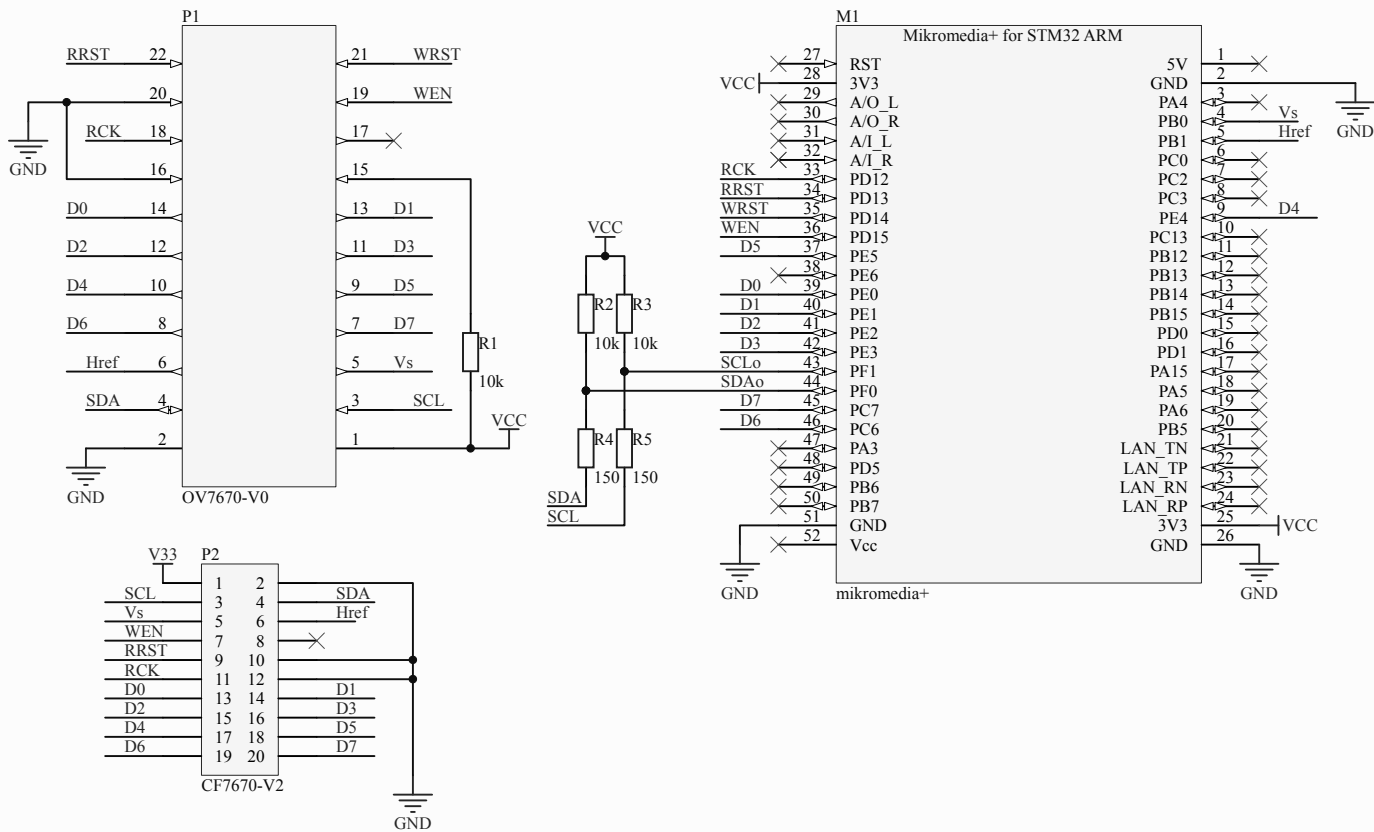 P1
RRST 22 21 WRST
20 19 WEN
RCK 18 17
GND
16 15
D0 14 13 D1
D2 12 11 D3
D4 10 9 D5
D6 8 7 D7
Href 6 5 Vs
SDA 4 3 SCL
2 1 VCC
GND
OV7670-V0
R1
10k
VCC
R2 R3
10k 10k
R4 R5
150 150
SDA
SCL
M1
Mikromedia+ for STM32 ARM
27 RST 5V 1
VCC 28 3V3 GND 2
29 A/O_L PA4 3
30 A/O_R PB0 4 Vs
31 A/I_L PB1 5 Href
GND
32 A/I_R PC0 6
RCK 33 PD12 PC2 7
RRST 34 PD13 PC3 8
WRST 35 PD14 PE4 9 D4
WEN 36 PD15 PC13 10
D5 37 PE5 PB12 11
38 PE6 PB13 12
D0 39 PE0 PB14 13
D1 40 PE1 PB15 14
D2 41 PE2 PD0 15
D3 42 PE3 PD1 16
SCLo 43 PF1 PA15 17
SDAo 44 PF0 PA5 18
D7 45 PC7 PA6 19
D6 46 PC6 PB5 20
47 PA3 LAN_TN 21
48 PD5 LAN_TP 22
49 PB6 LAN_RN 23
50 PB7 LAN_RP 24
51 GND 3V3 25 VCC
52 Vcc GND 26
GND GND
mikromedia+
V33 P2
1 2
SCL 3 4 SDA
Vs 5 6 Href
WEN 7 8
RRST 9 10
RCK 11 12
D0 13 14 D1
D2 15 16 D3
D4 17 18 D5
D6 19 20 D7
CF7670-V2
GND